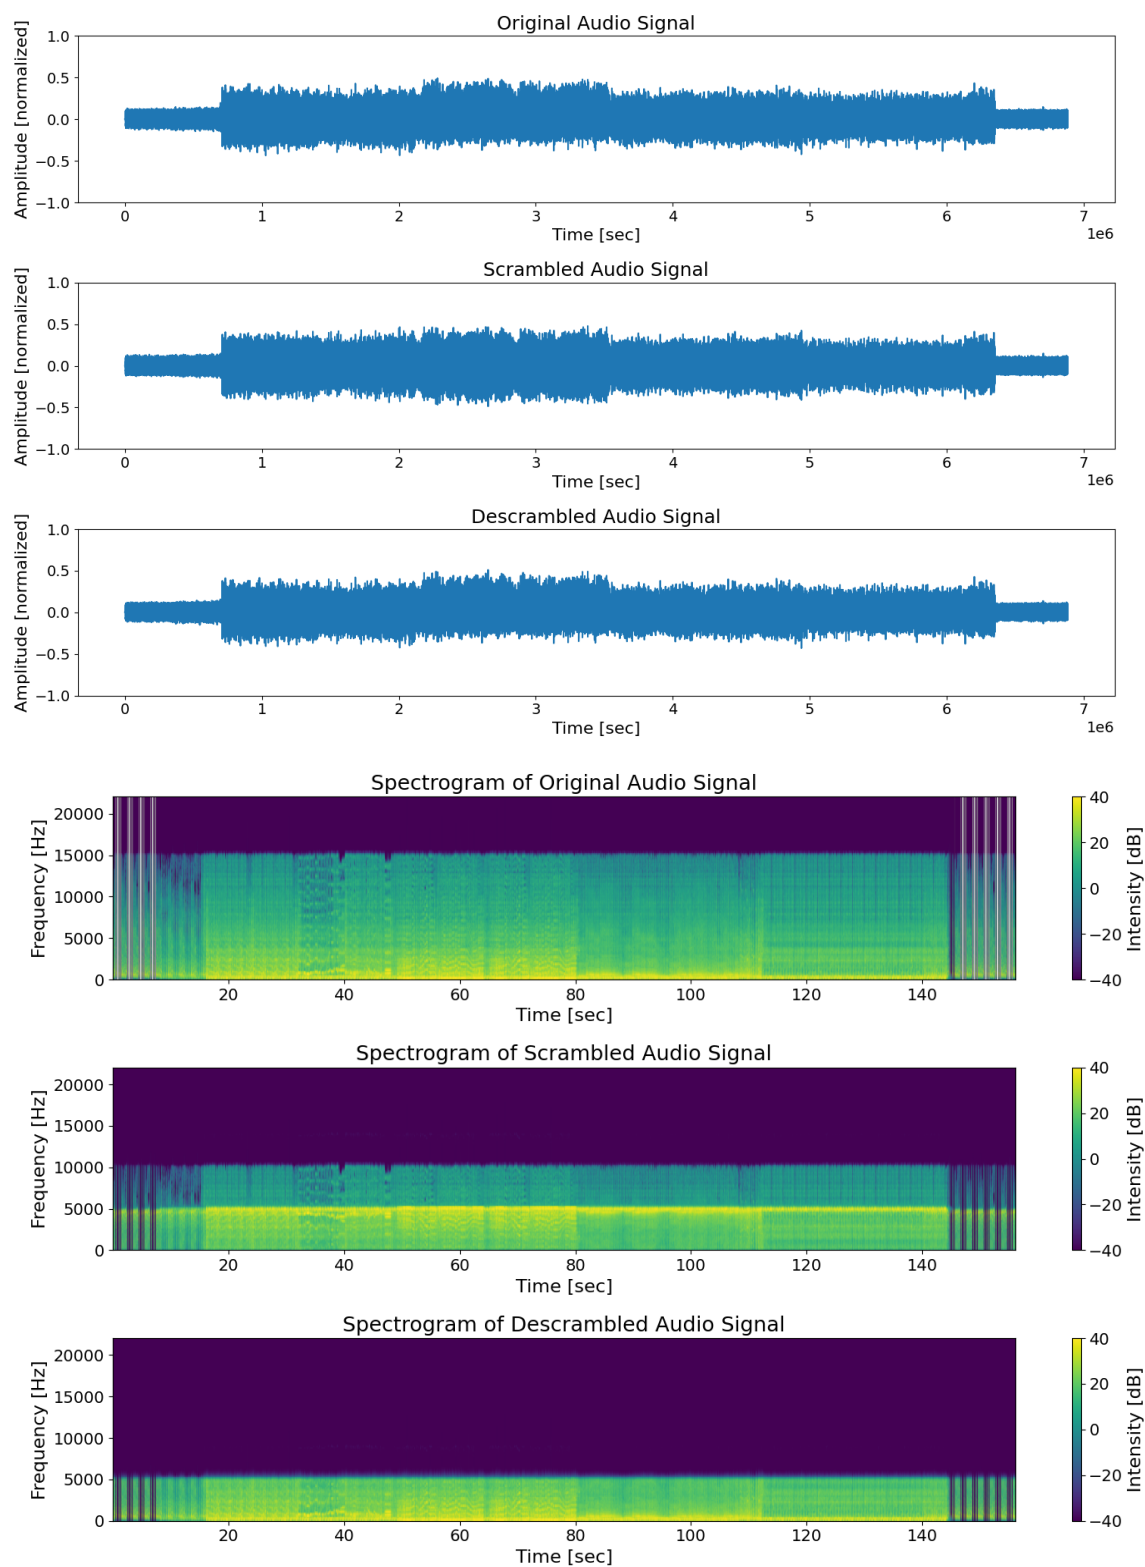 Original Audio Signal
1.0
0.5
0.0
−0.5
−1.0
Amplitude [normalized]
0 1 2 3 4 5 6 7
1e6
Time [sec]
Scrambled Audio Signal
1.0
0.5
0.0
−0.5
−1.0
Amplitude [normalized]
0 1 2 3 4 5 6 7
1e6
Time [sec]
Descrambled Audio Signal
1.0
0.5
0.0
−0.5
−1.0
Amplitude [normalized]
0 1 2 3 4 5 6 7
1e6
Time [sec]
Spectrogram of Original Audio Signal
20000
15000
10000
5000
0
Frequency [Hz]
20 40 60 80 100 120 140
Time [sec]
40
20
0
−20
−40
Intensity [dB]
Spectrogram of Scrambled Audio Signal
20000
15000
10000
5000
0
Frequency [Hz]
20 40 60 80 100 120 140
Time [sec]
40
20
0
−20
−40
Intensity [dB]
Spectrogram of Descrambled Audio Signal
20000
15000
10000
5000
0
Frequency [Hz]
20 40 60 80 100 120 140
Time [sec]
40
20
0
−20
−40
Intensity [dB]